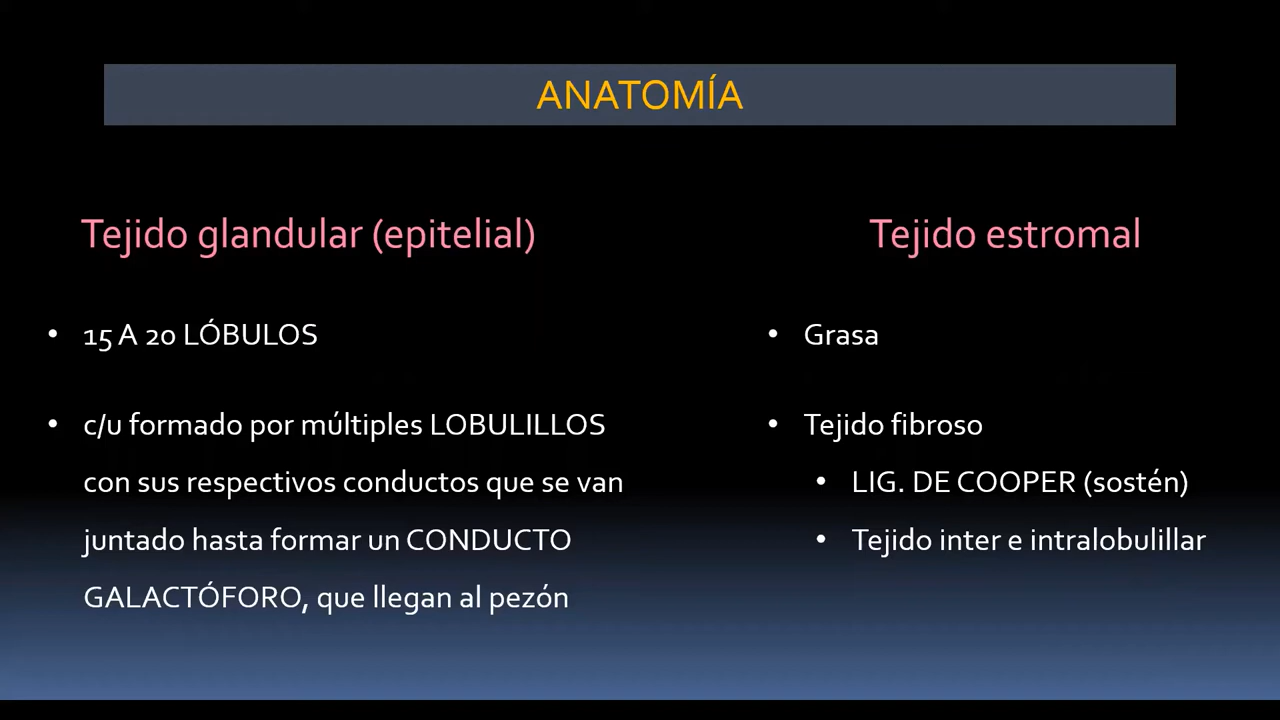 ANATOMÍA
Tejido glandular (epitelial)
• 15 A 20 LÓBULOS
• c/u formado por múltiples LOBULILLOS
con sus respectivos conductos que se van
juntado hasta formar un CONDUCTO
GALACTÓFORO, que llegan al pezón
Tejido estromal
• Grasa
• Tejido fibroso
• LIG. DE COOPER (sostén)
• Tejido inter e intralobulillar